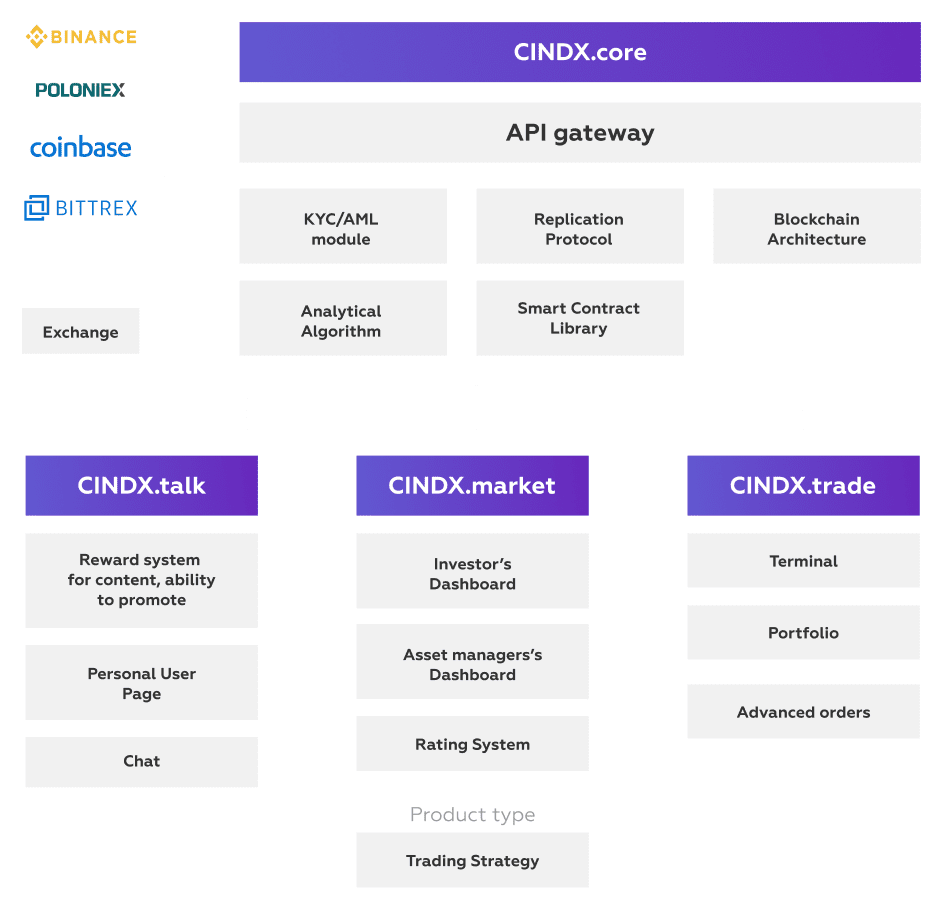 BINANCE
POLONIEX
coinbase
BITTREX
Exchange
CINDX.core
API gateway
KYC/AML
module
Replication
Protocol
Blockchain
Architecture
Analytical
Algorithm
Smart Contract
Library
CINDX.talk
Reward system
for content, ability
to promote
Personal User
Page
Chat
CINDX.market
Investor's
Dashboard
Asset managers's
Dashboard
Rating System
Product type
Trading Strategy
CINDX.trade
Terminal
Portfolio
Advanced orders